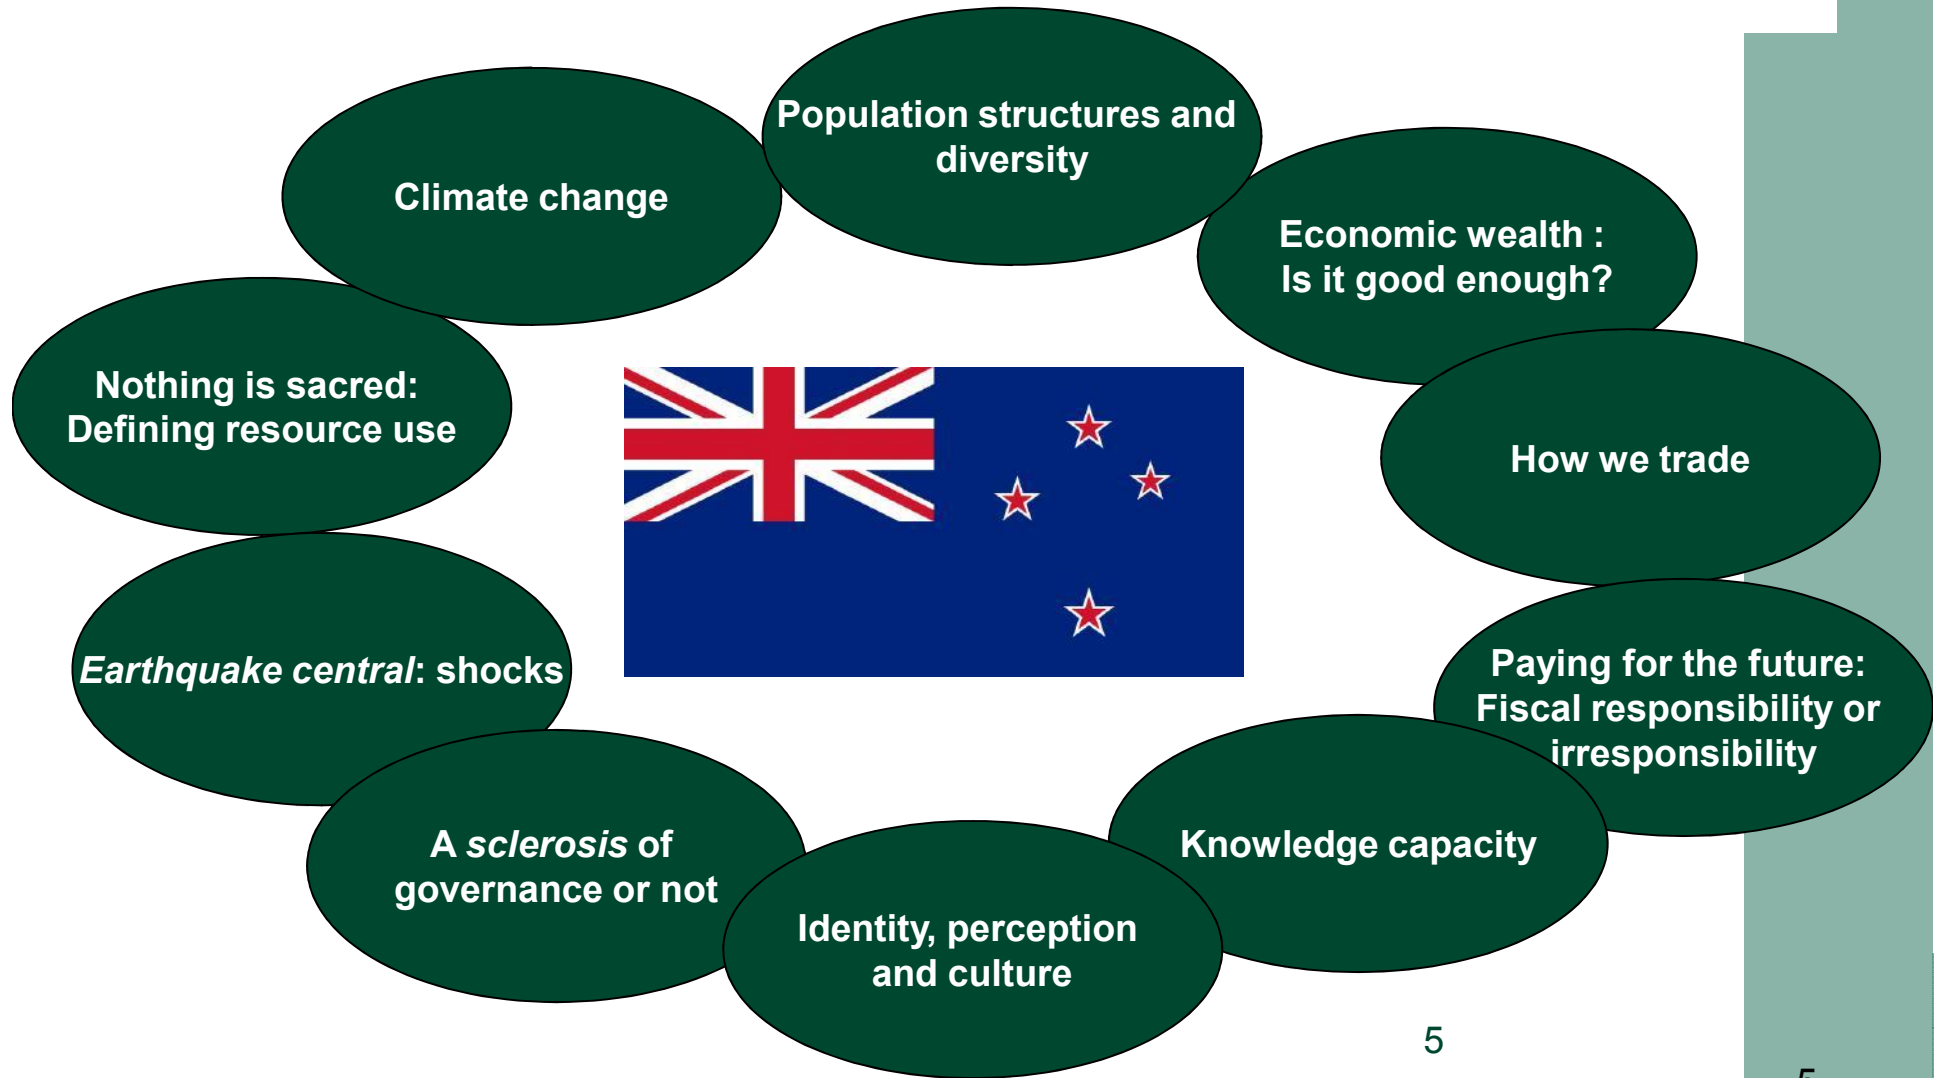 Population structures and
diversity
Climate change
Economic wealth :
Is it good enough?
Nothing is sacred:
Defining resource use
How we trade
Earthquake central: shocks
Paying for the future:
Fiscal responsibility or
irresponsibility
A sclerosis of
governance or not
Knowledge capacity
Identity, perception
and culture
5
5